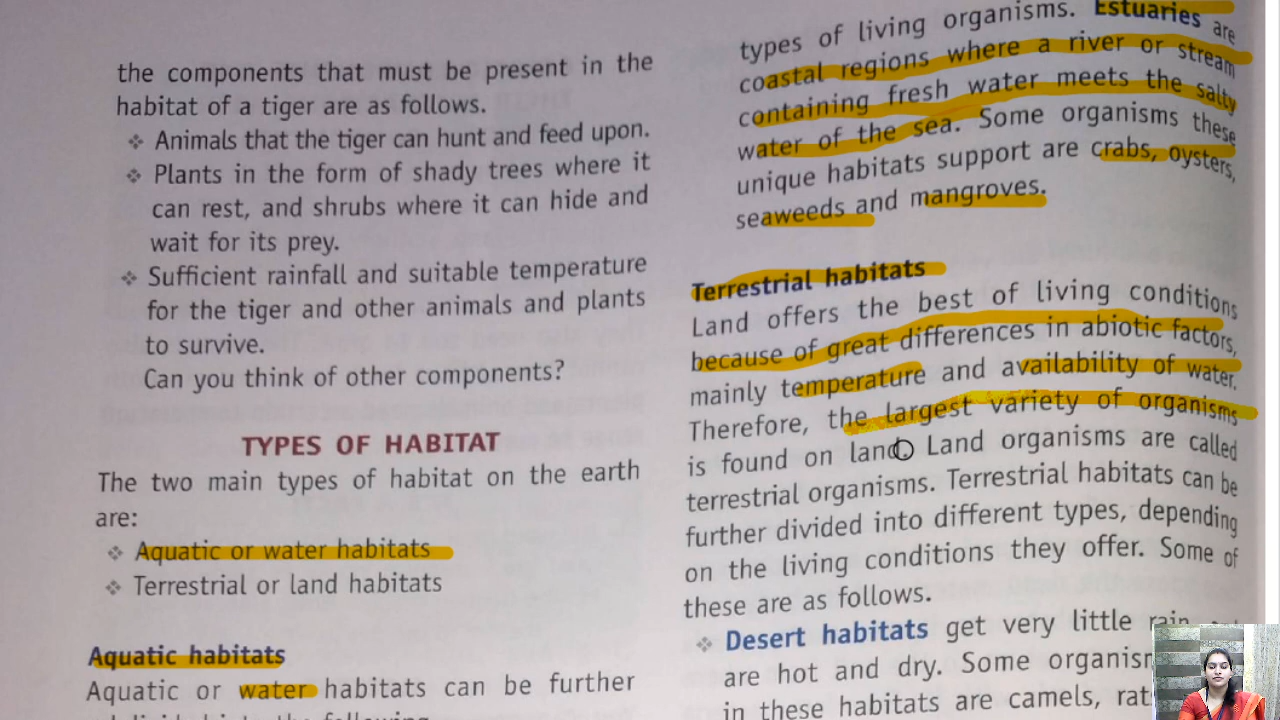 the components that must be present in the
habitat of a tiger are as follows.
❖ Animals that the tiger can hunt and feed upon.
❖ Plants in the form of shady trees where it
can rest, and shrubs where it can hide and
wait for its prey.
❖ Sufficient rainfall and suitable temperature
for the tiger and other animals and plants
to survive.
Can you think of other components?
TYPES OF HABITAT
The two main types of habitat on the earth
are:
❖ Aquatic or water habitats
❖ Terrestrial or land habitats
Aquatic habitats
Aquatic or water habitats can be further
types of living organisms. Estuaries are
coastal regions where a river or stream
containing fresh water meets the salty
water of the sea. Some organisms these
unique habitats support are crabs, oysters,
seaweeds and mangroves.
Terrestrial habitats
Land offers the best of living conditions
because of great differences in abiotic factors,
mainly temperature and availability of water.
Therefore, the largest variety of organisms
is found on land. Land organisms are called
terrestrial organisms. Terrestrial habitats can be
further divided into different types, depending
on the living conditions they offer. Some of
these are as follows.
❖ Desert habitats get very little rain
are hot and dry. Some
in these habitats are camels,